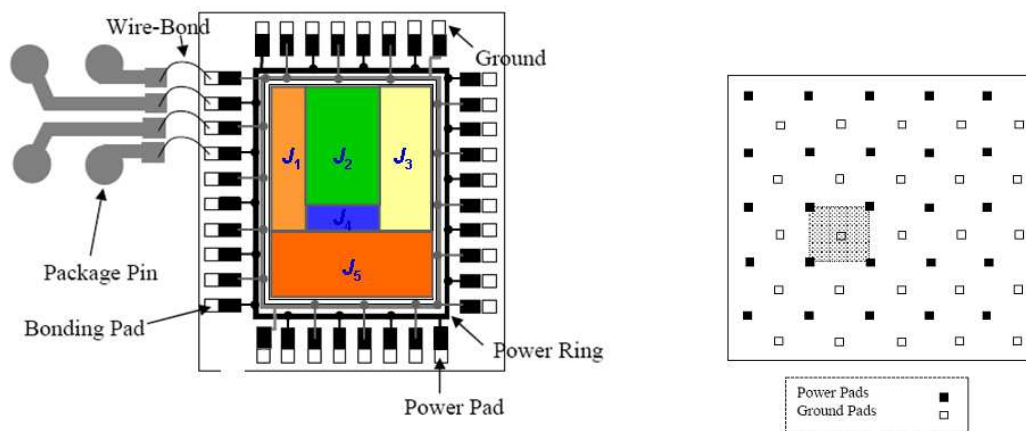 Wire-Bond
Ground
J1
J2
J3
J4
J5
Package Pin
Bonding Pad
Power Ring
Power Pad
Power Pads
Ground Pads